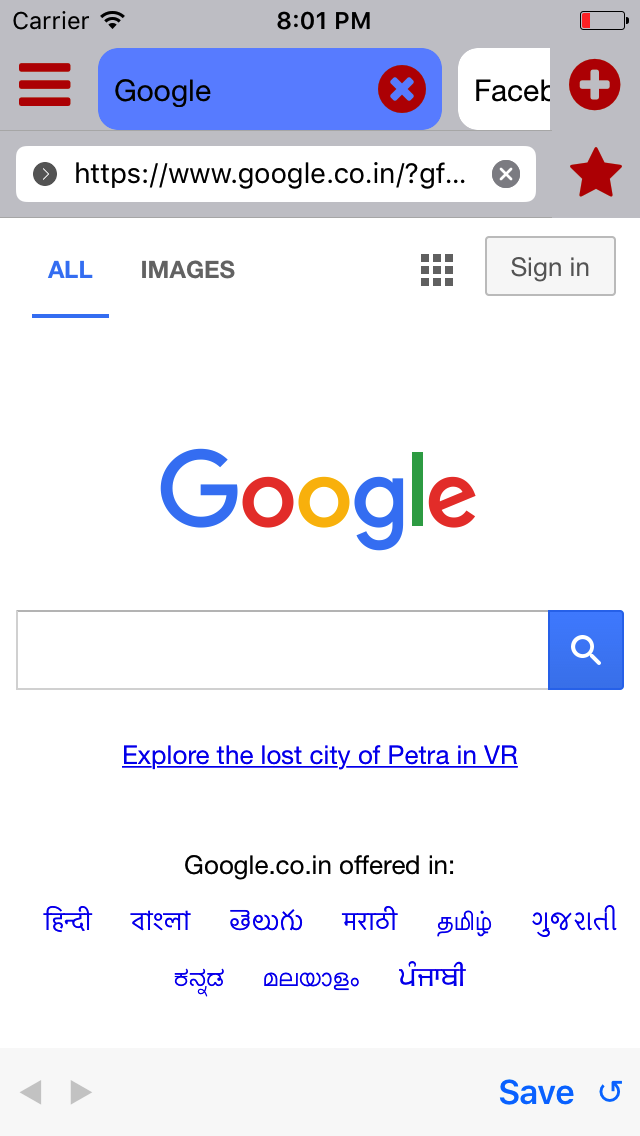 Carrier 8:01 PM
Google Faceb
https://www.google.co.in/?gf...
ALL IMAGES Sign in
Google
Explore the lost city of Petra in VR
Google.co.in offered in:
हिन्दी বাংলা తెలుగు मराठी தமிழ் ગુજરાતી
ಕನ್ನಡ മലയാളം ਪੰਜਾਬੀ
Save